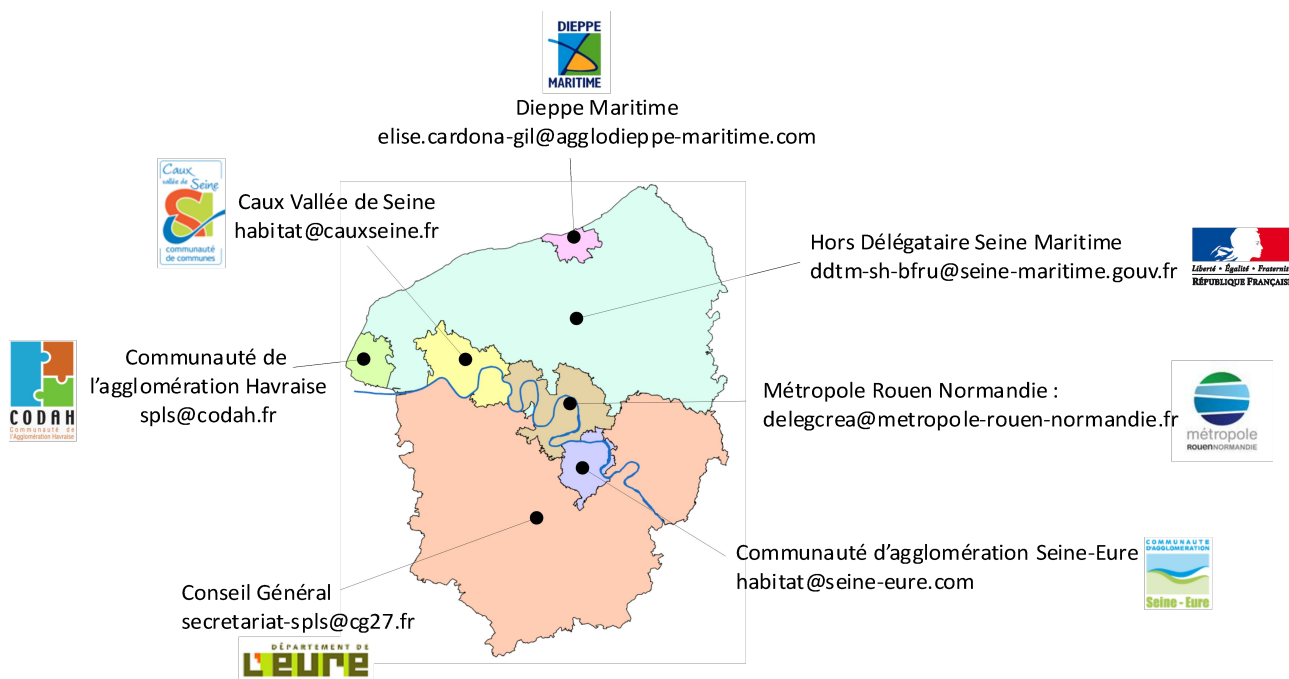 DIEPPE
MARITIME
Dieppe Maritime
elise.cardona-gil@agglodieppe-maritime.com
Caux
vallée de Seine
communauté
de communes
Caux Vallée de Seine
habitat@cauxseine.fr
Hors Délégataire Seine Maritime
ddtm-sh-bfru@seine-maritime.gouv.fr
Liberté • Égalité • Fraternité
RÉPUBLIQUE FRANÇAISE
CODAH
Communauté de
l'Agglomération Havraise
Communauté de
l’agglomération Havraise
spls@codah.fr
Métropole Rouen Normandie :
delegcrea@metropole-rouen-normandie.fr
métropole
ROUENNORMANDIE
Communauté d’agglomération Seine-Eure
habitat@seine-eure.com
COMMUNAUTE
D'AGGLOMERATION
Seine - Eure
Conseil Général
secretariat-spls@cg27.fr
DÉPARTEMENT DE
L'EURE